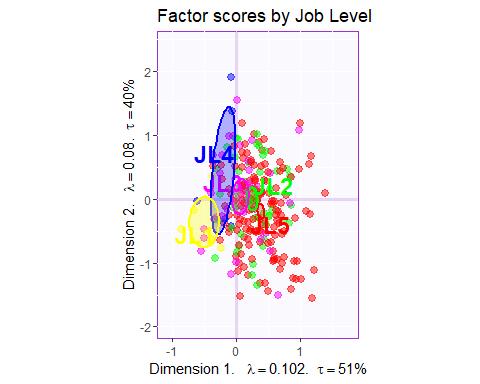 Factor scores by Job Level
2
1
0
-1
-2
JL4
JL2
JL5
-1
0
1
Dimension 2. λ = 0.08. τ = 40%
Dimension 1. λ = 0.102. τ = 51%